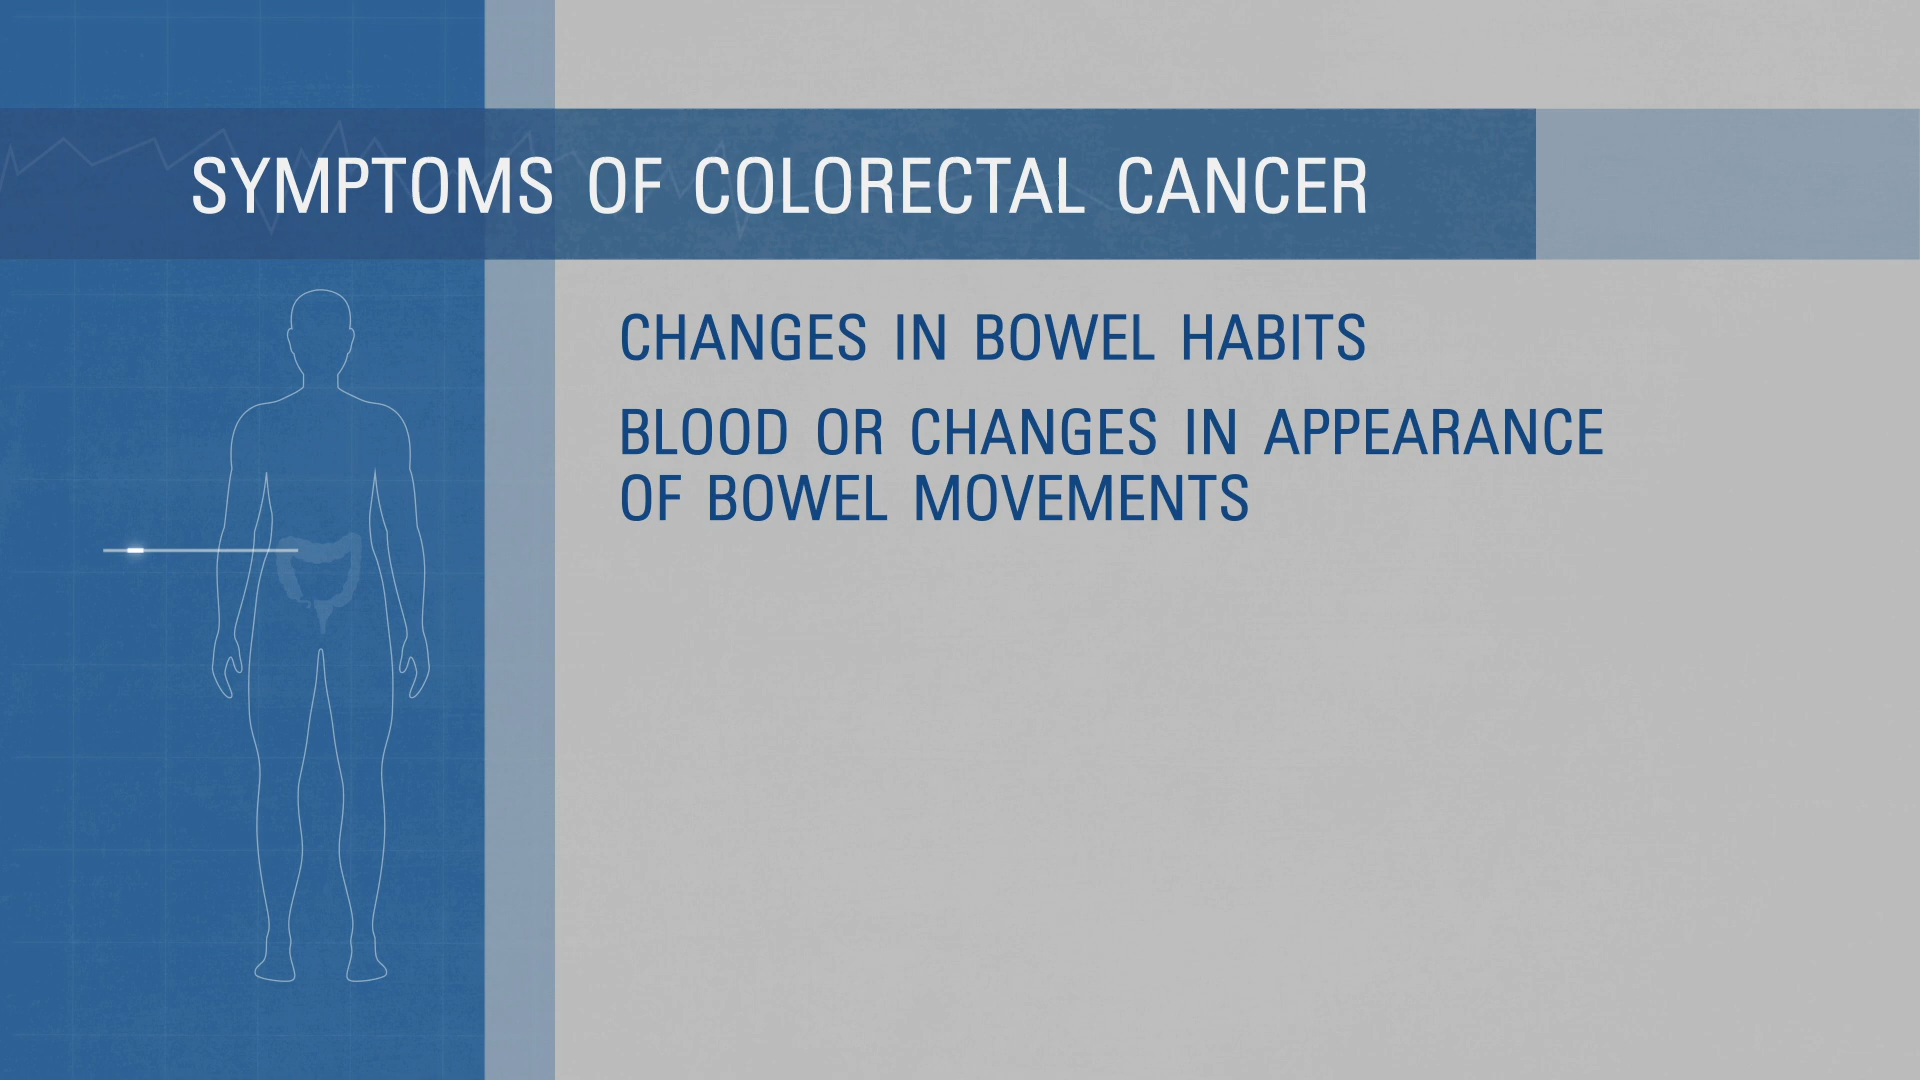 SYMPTOMS OF COLORECTAL CANCER
CHANGES IN BOWEL HABITS
BLOOD OR CHANGES IN APPEARANCE
OF BOWEL MOVEMENTS